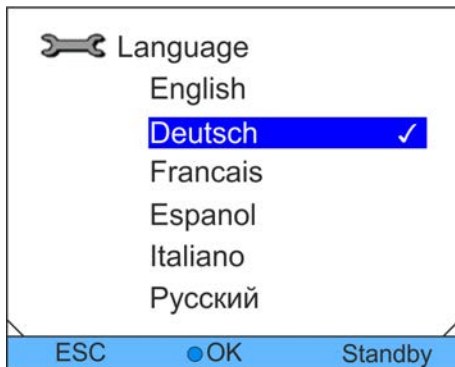 Language
English
Deutsch ✓
Francais
Espanol
Italiano
Русский
ESC OK Standby